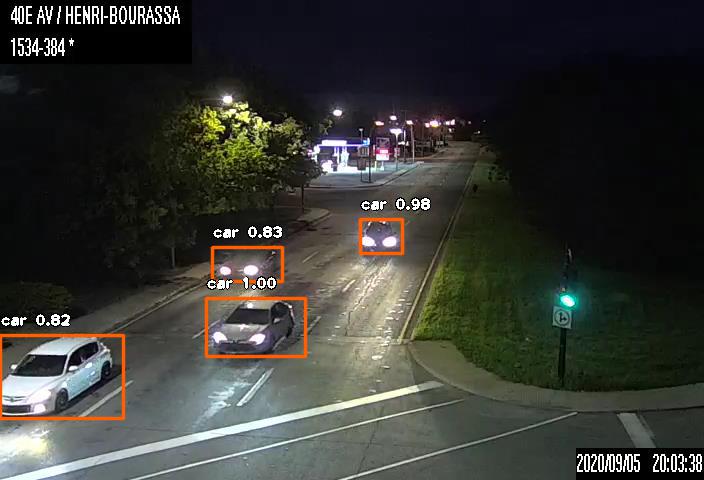 40E AV / HENRI-BOURASSA
1534-384 *
car 0.98
car 0.83
car 1.00
car 0.82
2020/09/05 20:03:38